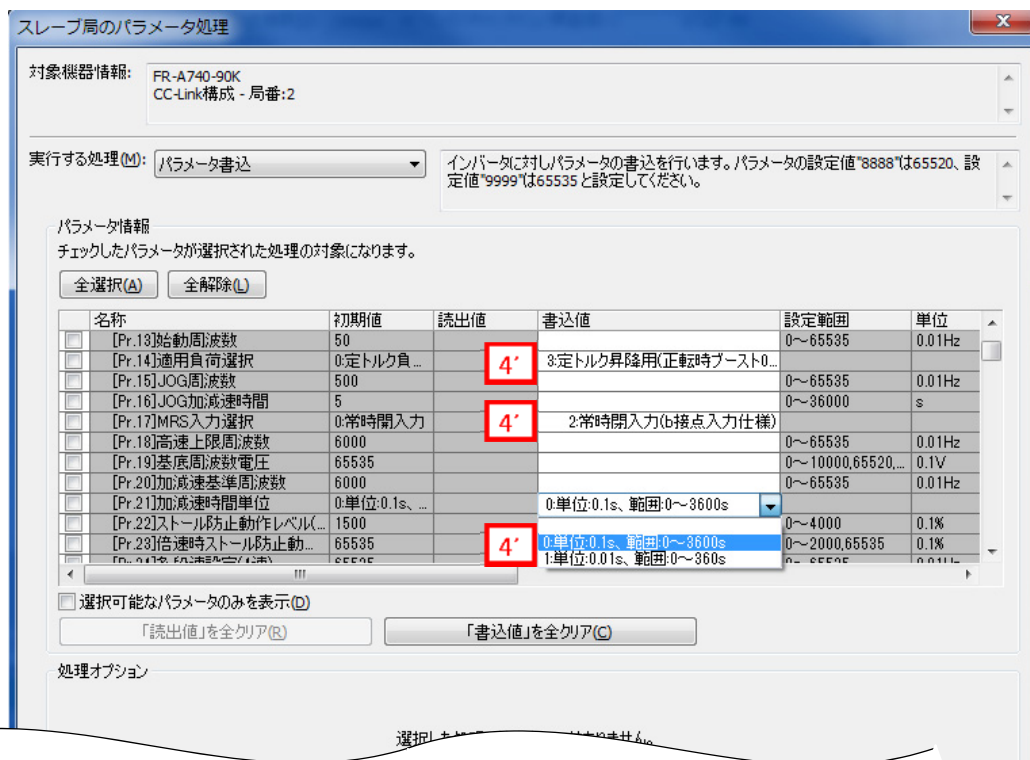 スレーブ局のパラメータ処理
対象機器情報: FR-A740-90K
CC-Link構成 - 局番:2
実行する処理(M): パラメータ書込 インバータに対しパラメータの書込を行います。パラメータの設定値"8888"は65520、設
定値"9999"は65535と設定してください。
パラメータ情報
チェックしたパラメータが選択された処理の対象になります。
全選択(A) 全解除(L)
名称 初期値 読出値 書込値 設定範囲 単位
[Pr.13]始動周波数 50 0～65535 0.01Hz
[Pr.14]適用負荷選択 0:定トルク負... 4´ 3:定トルク昇降用(正転時ブースト0...
[Pr.15]JOG周波数 500 0～65535 0.01Hz
[Pr.16]JOG加減速時間 5 0～36000 s
[Pr.17]MRS入力選択 0:常時開入力 4´ 2:常時閉入力(b接点入力仕様)
[Pr.18]高速上限周波数 6000 0～65535 0.01Hz
[Pr.19]基底周波数電圧 65535 0～10000,65520,... 0.1V
[Pr.20]加減速基準周波数 6000 0～65535 0.01Hz
[Pr.21]加減速時間単位 0:単位:0.1s、... 0:単位:0.1s、範囲:0～3600s
[Pr.22]ストール防止動作レベル(... 1500 0～4000 0.1%
[Pr.23]倍速時ストール防止動... 65535 4´ 0:単位:0.1s、範囲:0～3600s 0～2000,65535 0.1%
1:単位:0.01s、範囲:0～360s
選択可能なパラメータのみを表示(D)
「読出値」を全クリア(R) 「書込値」を全クリア(C)
処理オプション